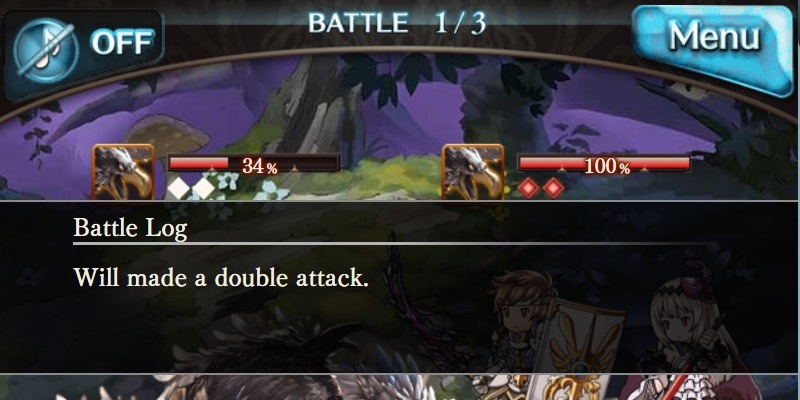 OFF
BATTLE 1/3
Menu
34%
100%
Battle Log
Will made a double attack.